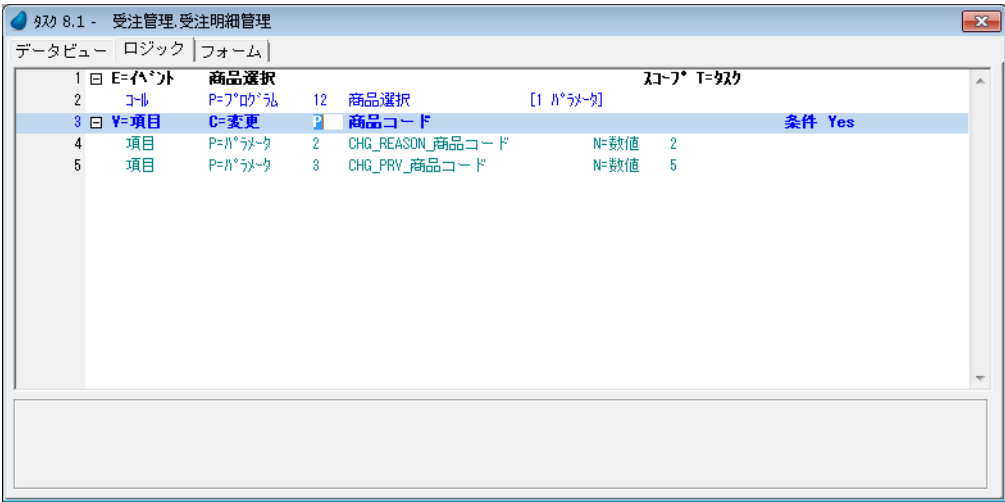 ﾀｽｸ 8.1 - 受注管理.受注明細管理
データビュー ロジック フォーム
1 E=ｲﾍﾞﾝﾄ 商品選択 ｽｺｰﾌﾟ T=ﾀｽｸ
2 ｺｰﾙ P=ﾌﾟﾛｸﾞﾗﾑ 12 商品選択 [1 ﾊﾟﾗﾒｰﾀ]
3 V=項目 C=変更 P 商品コード 条件 Yes
4 項目 P=ﾊﾟﾗﾒｰﾀ 2 CHG_REASON_商品コード N=数値 2
5 項目 P=ﾊﾟﾗﾒｰﾀ 3 CHG_PRV_商品コード N=数値 5